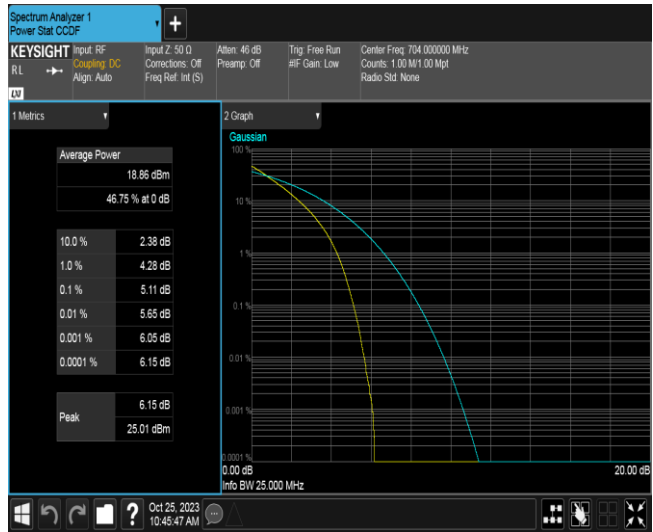 Spectrum Analyzer 1
Power Stat CCDF
+
KEYSIGHT
RL
LXI
Input: RF
Coupling: DC
Align: Auto
Input Z: 50 Ω
Corrections: Off
Freq Ref: Int (S)
Atten: 46 dB
Preamp: Off
Trig: Free Run
#IF Gain: Low
Center Freq: 704.000000 MHz
Counts: 1.00 M/1.00 Mpt
Radio Std: None
1 Metrics
Average Power
18.86 dBm
46.75 % at 0 dB
10.0 % 2.38 dB
1.0 % 4.28 dB
0.1 % 5.11 dB
0.01 % 5.65 dB
0.001 % 6.05 dB
0.0001 % 6.15 dB
Peak
6.15 dB
25.01 dBm
2 Graph
Gaussian
100 %
10 %
1 %
0.1 %
0.01 %
0.001 %
0.0001 %
0.00 dB 20.00 dB
Info BW 25.000 MHz
? Oct 25, 2023
10:45:47 AM